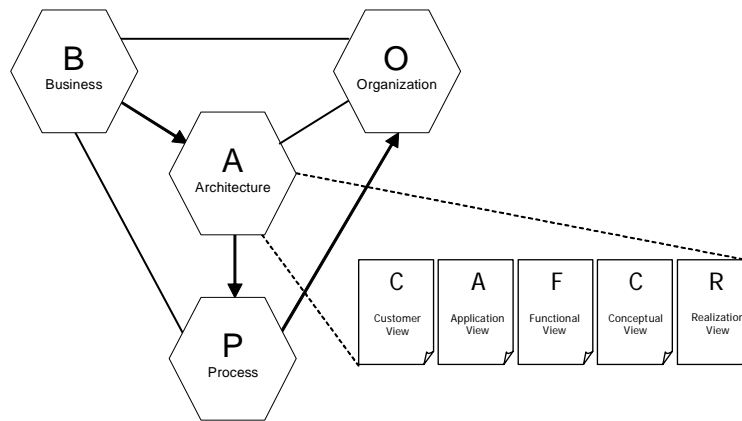 B
Business
O
Organization
A
Architecture
P
Process
C
Customer
View
A
Application
View
F
Functional
View
C
Conceptual
View
R
Realization
View